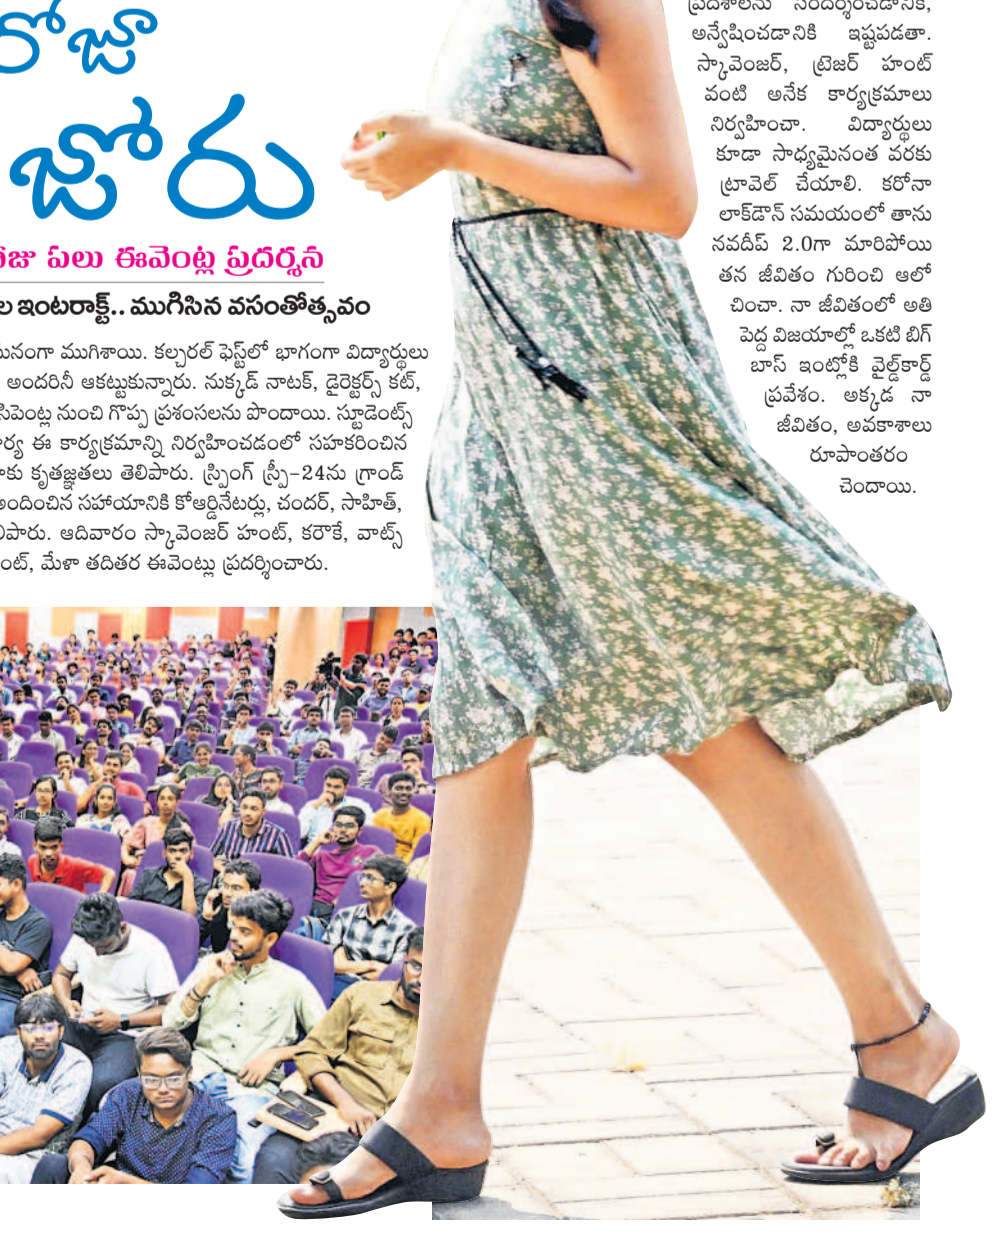 రోజూ
జోరు
ఏలు ఈవెంట్ల ప్రదర్శన
ఇంటరాక్ట్.. ముగిసిన వసంతోత్సవం
ముగిశాయి. కల్చరల్ ఫెస్ట్‌లో భాగంగా విద్యార్థులు
అందరినీ ఆకట్టుకున్నారు. నుక్కడ్ నాటక్, డైరెక్టర్స్ కట్,
నుంచి గొప్ప ప్రశంసలను పొందాయి. స్టూడెంట్స్
ఈ కార్యక్రమాన్ని నిర్వహించడంలో సహకరించిన
కృతజ్ఞతలు తెలిపారు. స్ప్రింగ్ స్ప్రీ-24ను గ్రాండ్
అందించిన సహాయానికి కోఆర్డినేటర్లు, చందర్, సాహిత్,
ఆదివారం స్కావెంజర్ హంట్, కరౌకే, వాట్స్
మేళా తదితర ఈవెంట్లు ప్రదర్శించారు.
ప్రదేశాలను సందర్శించడానికి,
అన్వేషించడానికి ఇష్టపడతా.
స్కావెంజర్, ట్రెజర్ హంట్
వంటి అనేక కార్యక్రమాలు
నిర్వహించా. విద్యార్థులు
కూడా సాధ్యమైనంత వరకు
ట్రావెల్ చేయాలి. కరోనా
లాక్‌డౌన్ సమయంలో తాను
నవదీప్ 2.0గా మారిపోయి
తన జీవితం గురించి ఆలో
చించా. నా జీవితంలో అతి
పెద్ద విజయాల్లో ఒకటి బిగ్
బాస్ ఇంట్లోకి వైల్డ్‌కార్డ్
ప్రవేశం. అక్కడ నా
జీవితం, అవకాశాలు
రూపాంతరం
చెందాయి.